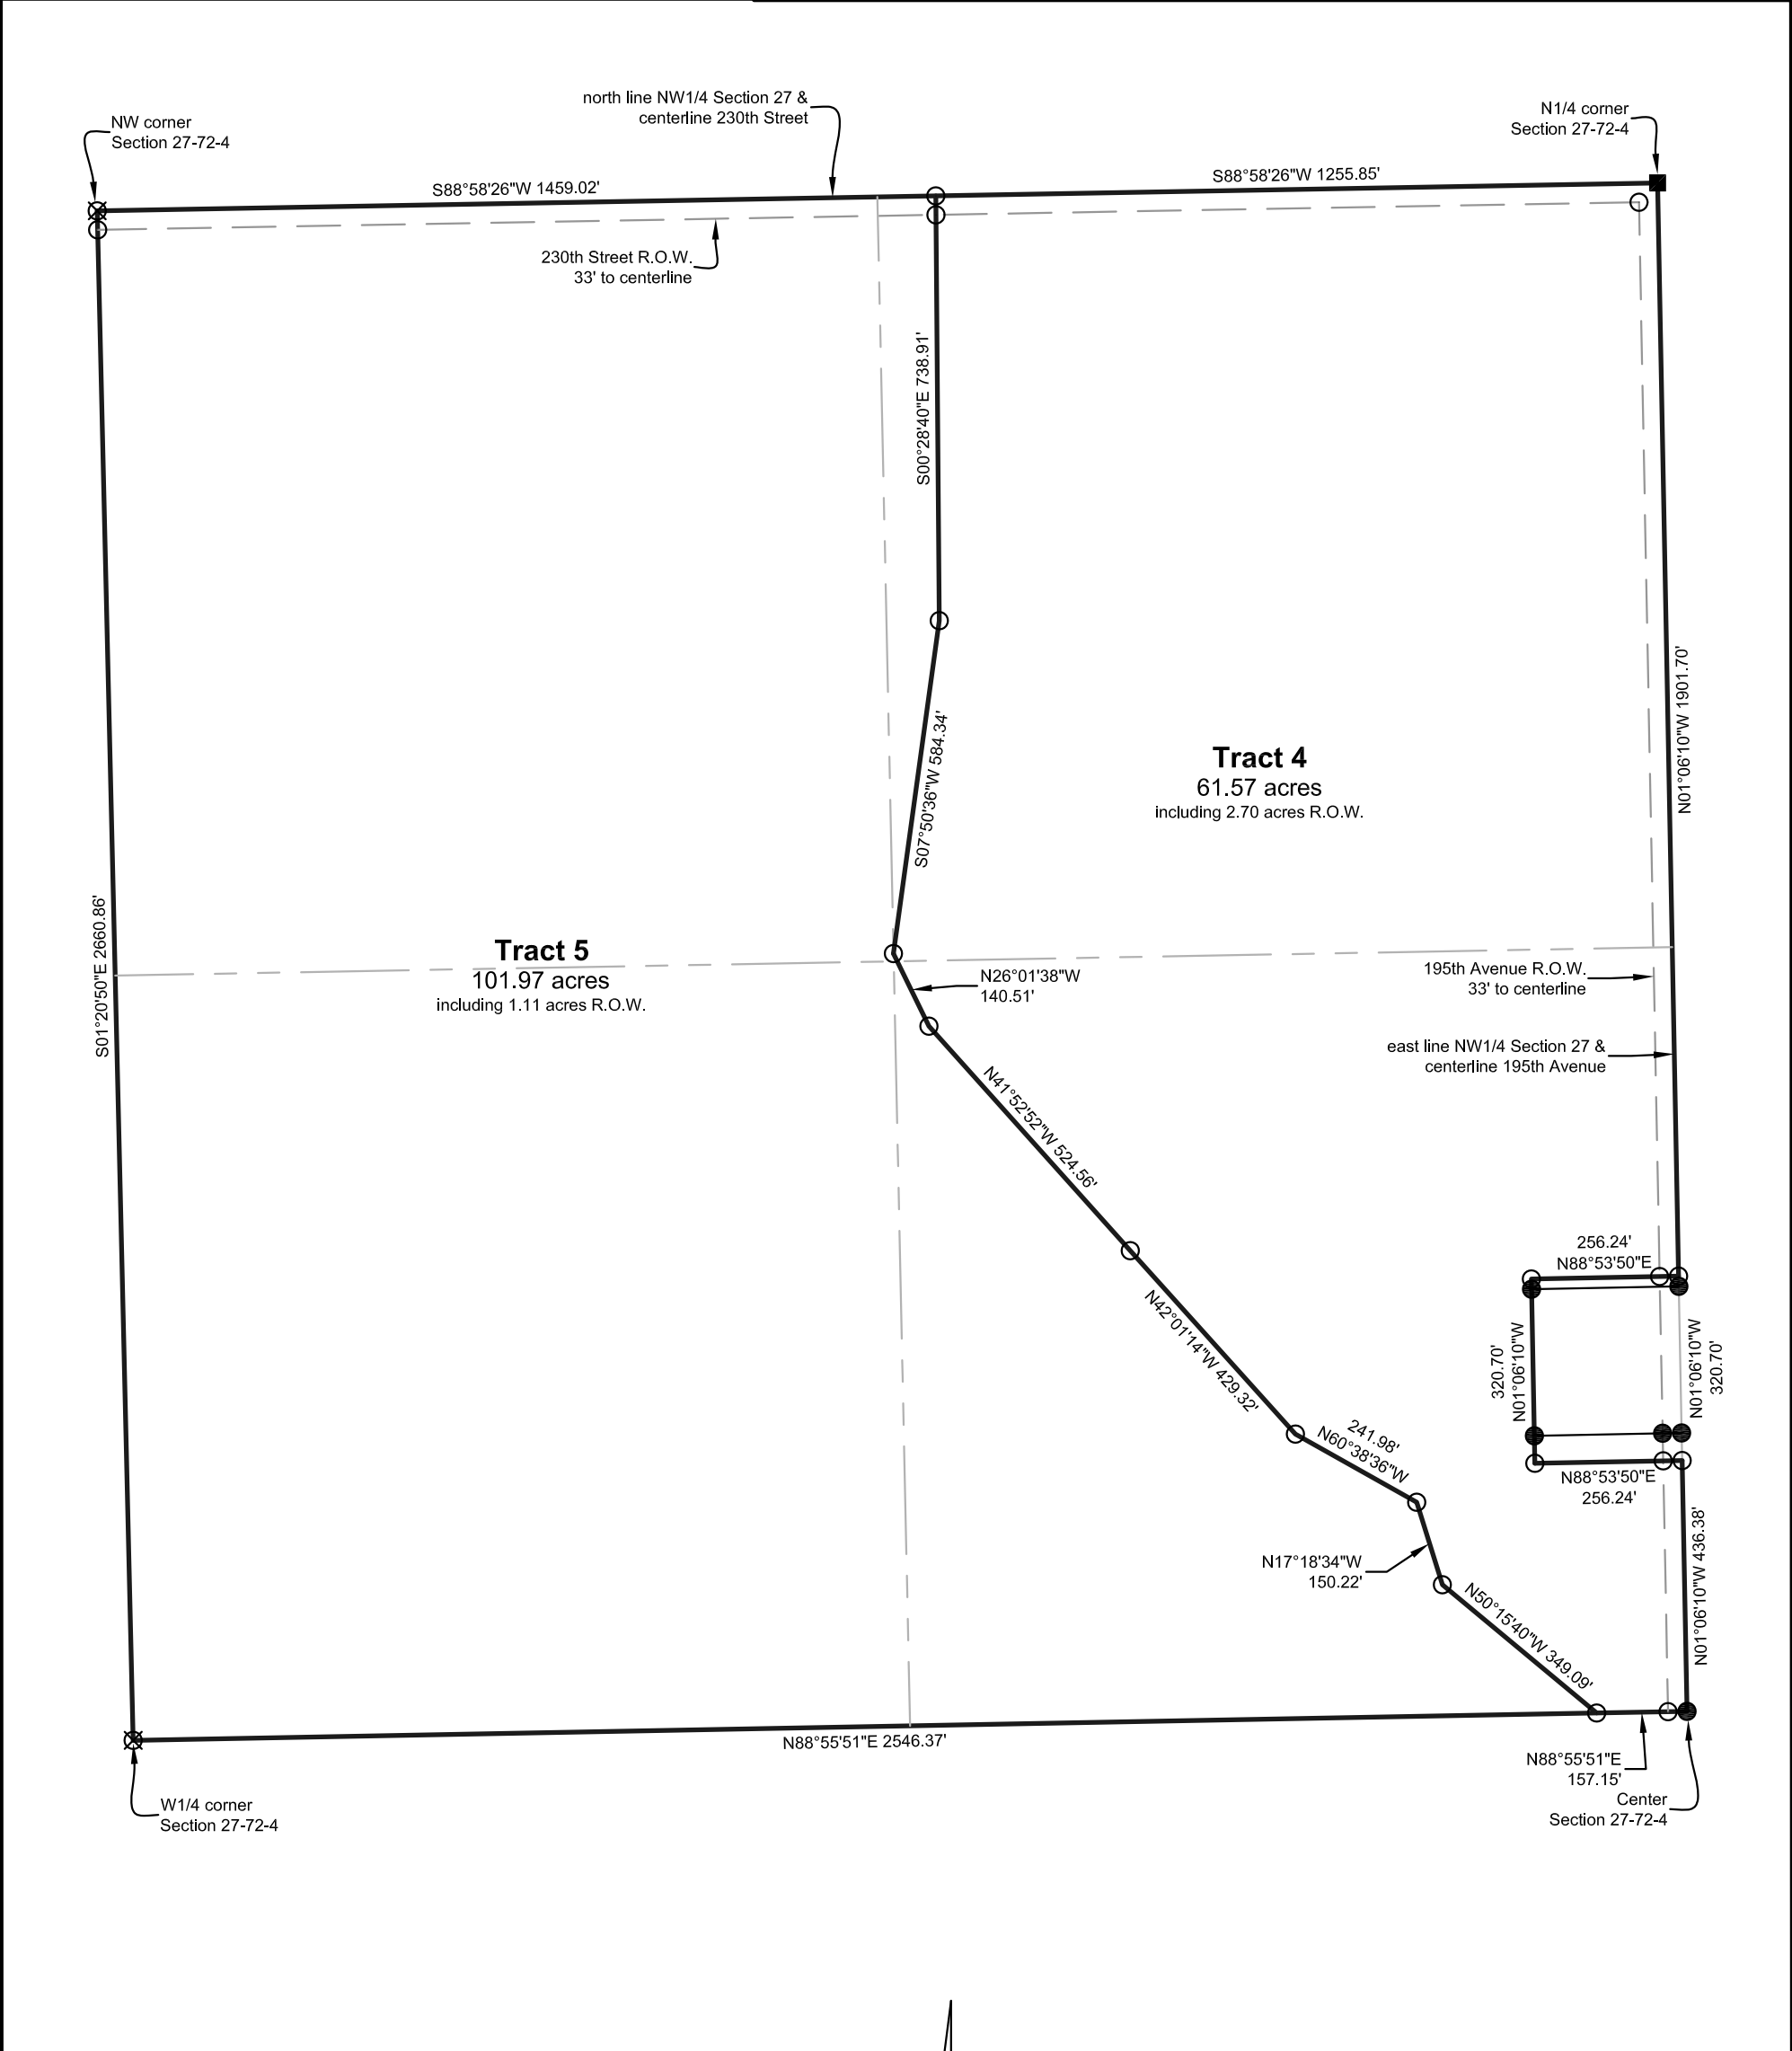 north line NW1/4 Section 27 &
centerline 230th Street
N1/4 corner
Section 27-72-4
NW corner
Section 27-72-4
S88°58'26"W 1459.02'
S88°58'26"W 1255.85'
230th Street R.O.W.
33' to centerline
S00°28'40"E 738.91'
N01°06'10"W 1901.70'
S07°50'36"W 584.34'
Tract 4
61.57 acres
including 2.70 acres R.O.W.
S01°20'50"E 2660.86'
Tract 5
101.97 acres
including 1.11 acres R.O.W.
N26°01'38"W
140.51'
195th Avenue R.O.W.
33' to centerline
east line NW1/4 Section 27 &
centerline 195th Avenue
N41°52'52"W 524.56'
256.24'
N88°53'50"E
N42°01'14"W 429.32'
320.70'
N01°06'10"W
N01°06'10"W
320.70'
241.98'
N60°38'36"W
N88°53'50"E
256.24'
N17°18'34"W
150.22'
N50°15'40"W 349.09'
N01°06'10"W 436.38'
N88°55'51"E 2546.37'
N88°55'51"E
157.15'
W1/4 corner
Section 27-72-4
Center
Section 27-72-4